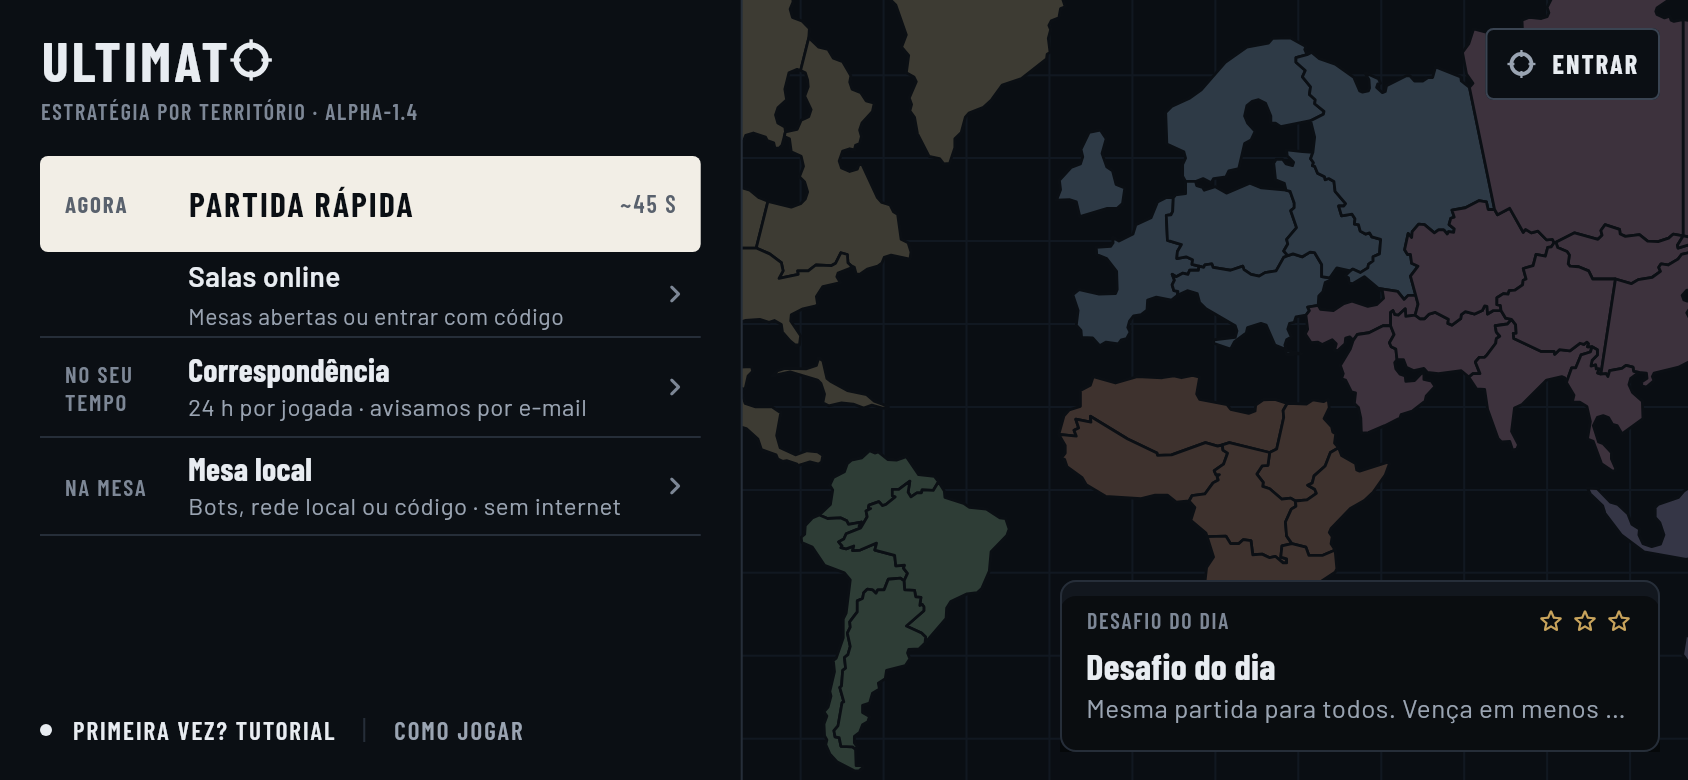 ULTIMATO
ESTRATÉGIA POR TERRITÓRIO · ALPHA-1.4
ENTRAR
AGORA
PARTIDA RÁPIDA
~45 S
Salas online
Mesas abertas ou entrar com código
NO SEU
TEMPO
Correspondência
24 h por jogada · avisamos por e-mail
NA MESA
Mesa local
Bots, rede local ou código · sem internet
DESAFIO DO DIA
Desafio do dia
Mesma partida para todos. Vença em menos ...
PRIMEIRA VEZ? TUTORIAL
COMO JOGAR